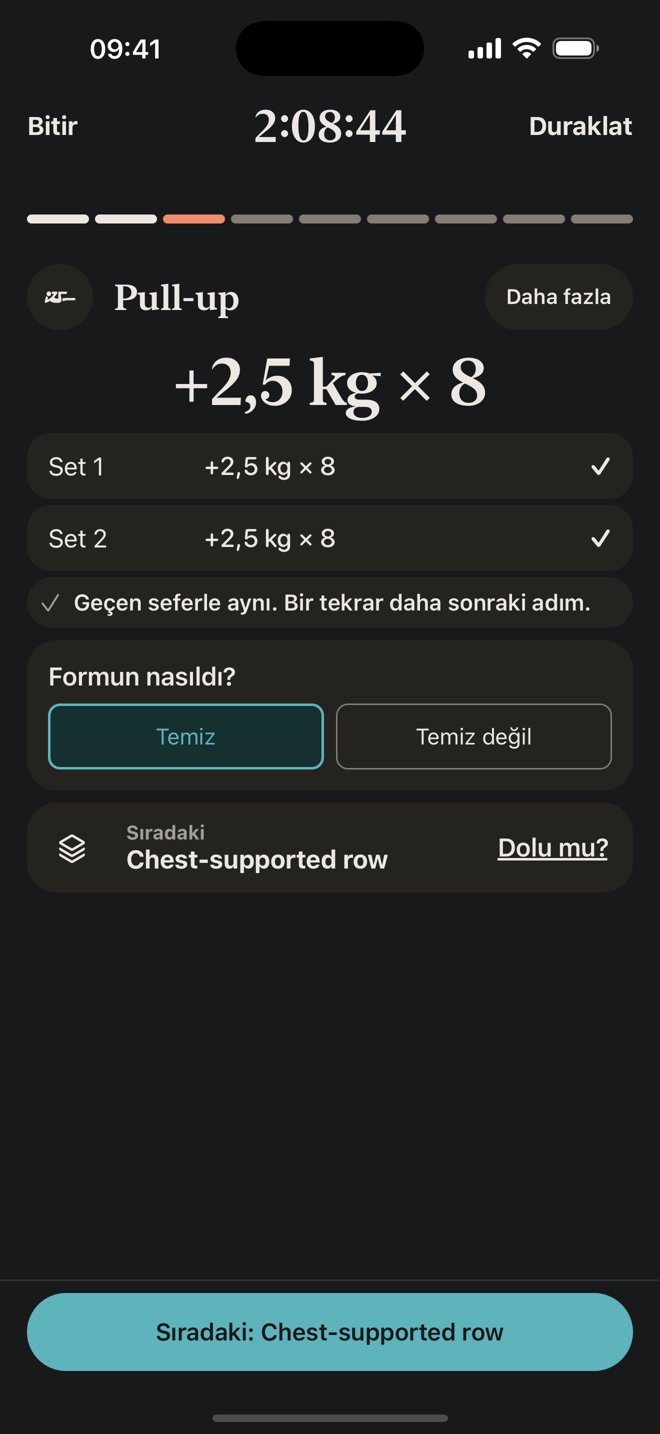 09:41
Bitir
2:08:44
Duraklat
Pull-up
Daha fazla
+2,5 kg × 8
Set 1 +2,5 kg × 8
Set 2 +2,5 kg × 8
Geçen seferle aynı. Bir tekrar daha sonraki adım.
Formun nasıldı?
Temiz
Temiz değil
Sıradaki
Chest-supported row
Dolu mu?
Sıradaki: Chest-supported row